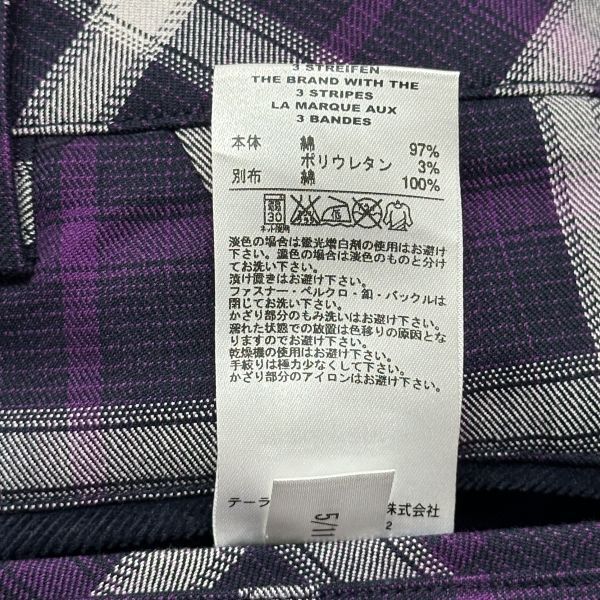 3 STREIFEN
THE BRAND WITH THE
3 STRIPES
LA MARQUE AUX
3 BANDES
本体 綿 97%
ポリウレタン 3%
別布 綿 100%
30
ネット使用
淡色の場合は蛍光増白剤の使用はお避け
下さい。濃色の場合は淡色のものと分け
てお洗い下さい。
漬け置きはお避け下さい。
ファスナー・ベルクロ・釦・バックルは
閉じてお洗い下さい。
かざり部分のもみ洗いはお避け下さい。
濡れた状態での放置は色移りの原因とな
りますのでお避け下さい。
乾燥機の使用はお避け下さい。
手絞りは極力少なくして下さい。
かざり部分のアイロンはお避け下さい。
テーラ 株式会社
2
5/11